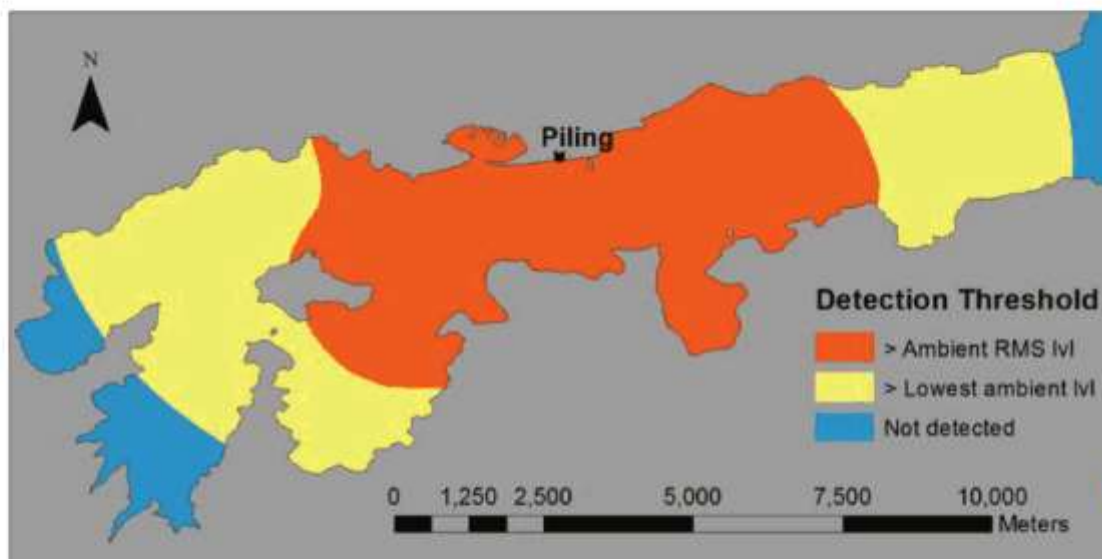 N
Piling
Detection Threshold
> Ambient RMS lvl
> Lowest ambient lvl
Not detected
0 1,250 2,500 5,000 7,500 10,000
Meters